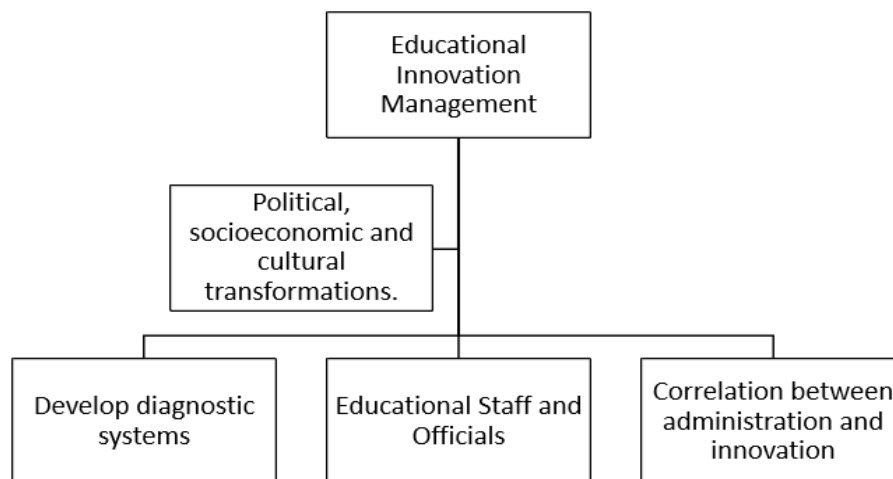 Educational
Innovation
Management
Political,
socioeconomic and
cultural
transformations.
Develop diagnostic
systems
Educational Staff and
Officials
Correlation between
administration and
innovation